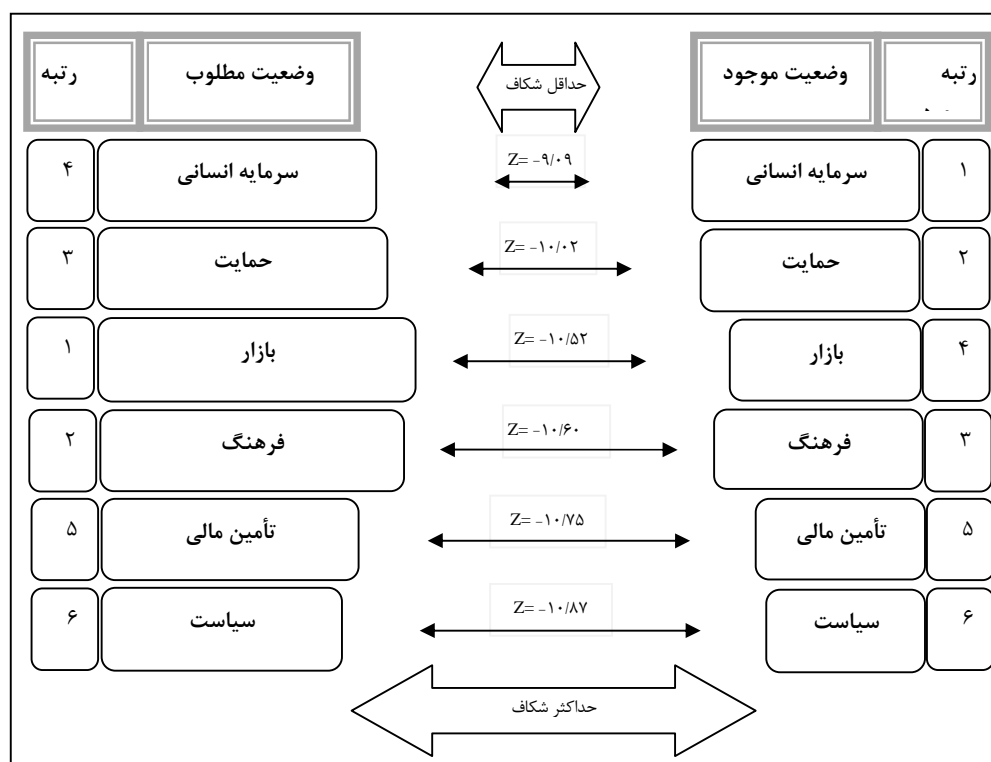 رتبه
وضعیت موجود
حداقل شکاف
وضعیت مطلوب
رتبه
۱
سرمایه انسانی
Z= -۹/۰۹
سرمایه انسانی
۴
۲
حمایت
Z= -۱۰/۰۲
حمایت
۳
۴
بازار
Z= -۱۰/۵۲
بازار
۱
۳
فرهنگ
Z= -۱۰/۶۰
فرهنگ
۲
۵
تأمین مالی
Z= -۱۰/۷۵
تأمین مالی
۵
۶
سیاست
Z= -۱۰/۸۷
سیاست
۶
حداکثر شکاف